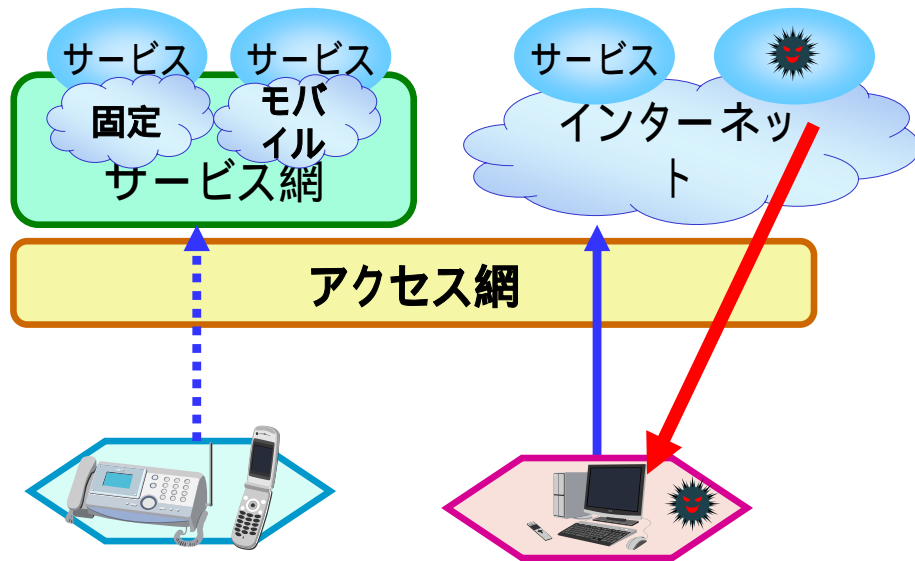 サービス
サービス
サービス
固定
モバ
イル
サービス網
インターネッ
ト
アクセス網